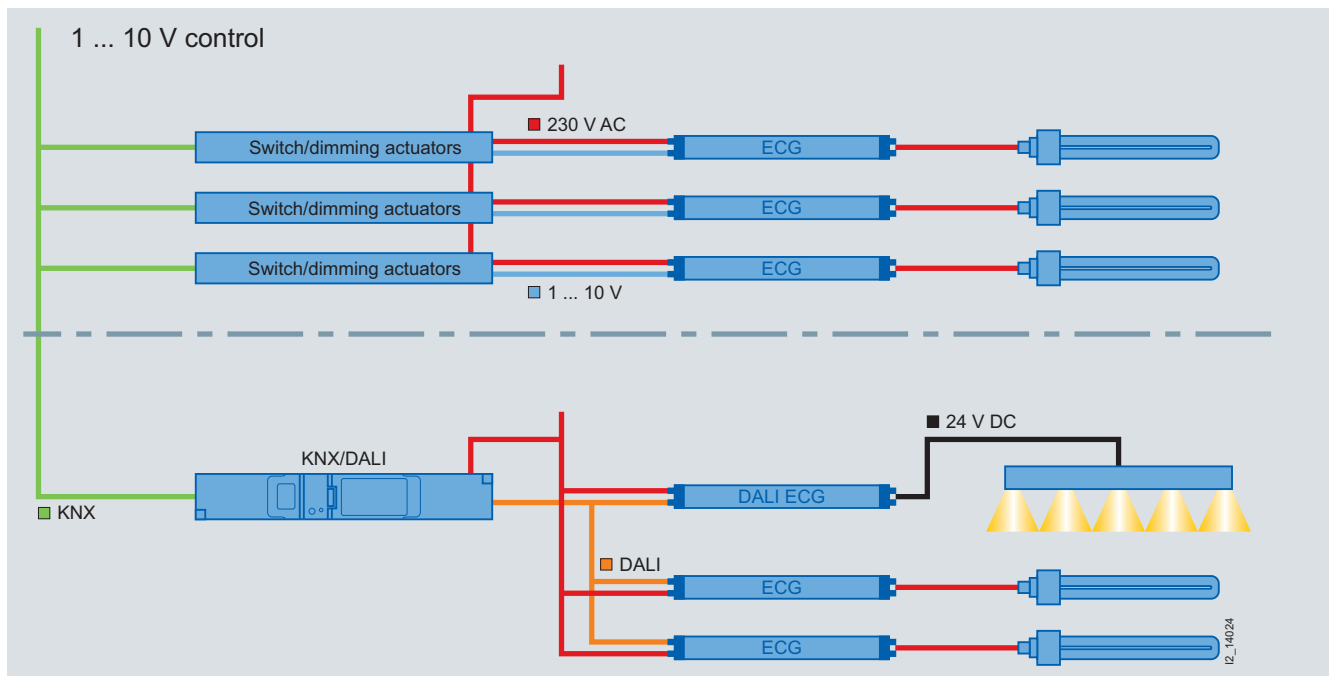 1 ... 10 V control
230 V AC
Switch/dimming actuators
ECG
Switch/dimming actuators
ECG
Switch/dimming actuators
ECG
1 ... 10 V
24 V DC
KNX/DALI
DALI ECG
KNX
DALI
ECG
ECG
I2_14024